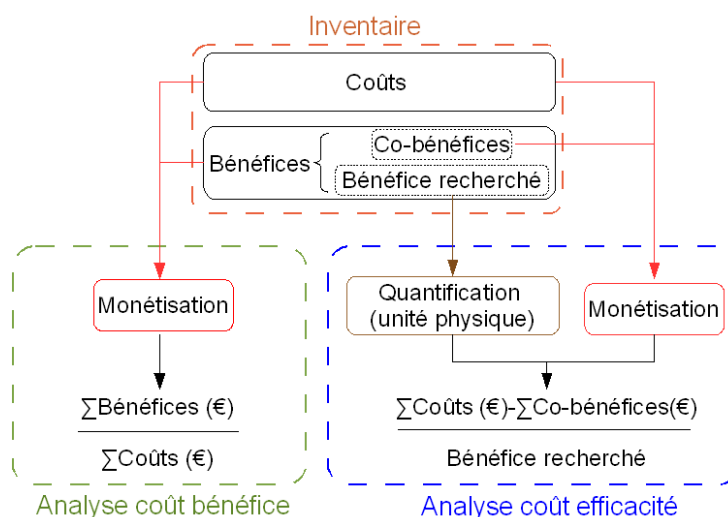 Inventaire
Coûts
Bénéfices
Co-bénéfices
Bénéfice recherché
Monétisation
Quantification
(unité physique)
Monétisation
∑Bénéfices (€)
∑Coûts (€)
∑Coûts (€)-∑Co-bénéfices(€)
Bénéfice recherché
Analyse coût bénéfice
Analyse coût efficacité